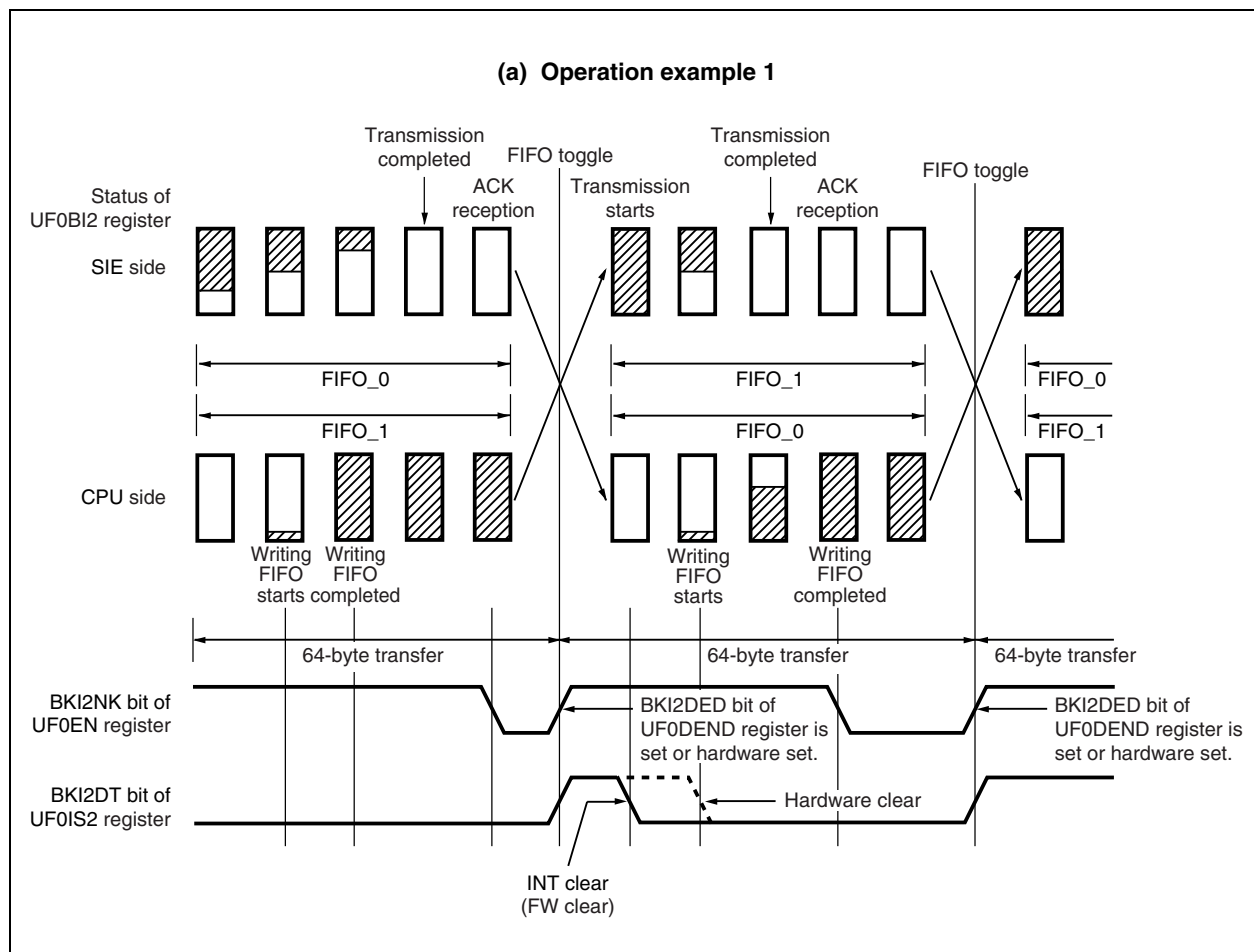 (a) Operation example 1
Transmission
completed
FIFO toggle
Transmission
completed
FIFO toggle
Status of
UF0BI2 register
ACK
reception
Transmission
starts
ACK
reception
SIE side
FIFO_0
FIFO_1
FIFO_0
FIFO_1
FIFO_0
FIFO_1
CPU side
Writing
FIFO
starts
Writing
FIFO
completed
Writing
FIFO
starts
Writing
FIFO
completed
64-byte transfer
64-byte transfer
64-byte transfer
BKI2NK bit of
UF0EN register
BKI2DED bit of
UF0DEND register is
set or hardware set.
BKI2DED bit of
UF0DEND register is
set or hardware set.
BKI2DT bit of
UF0IS2 register
Hardware clear
INT clear
(FW clear)